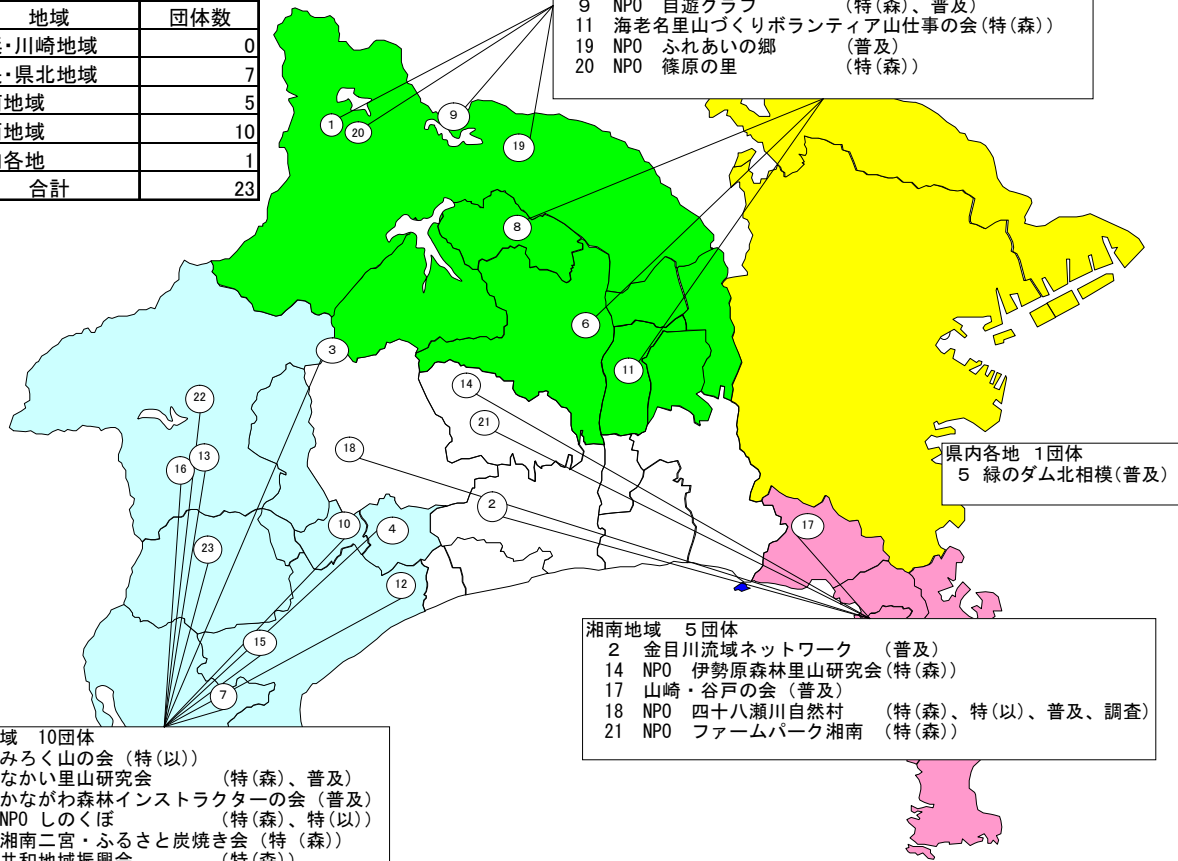 地域 団体数
・川崎地域 0
・県北地域 7
地域 5
地域 10
各地 1
合計 23
9 NPO 自遊クラブ (特(森)、普及)
11 海老名里山づくりボランティア山仕事の会(特(森))
19 NPO ふれあいの郷 (普及)
20 NPO 篠原の里 (特(森))
1
20
9
19
8
6
11
3
14
21
22
18
16
13
2
10
4
17
23
12
15
7
県内各地 1団体
5 緑のダム北相模(普及)
湘南地域 5団体
2 金目川流域ネットワーク (普及)
14 NPO 伊勢原森林里山研究会(特(森))
17 山崎・谷戸の会 (普及)
18 NPO 四十八瀬川自然村 (特(森)、特(以)、普及、調査)
21 NPO ファームパーク湘南 (特(森))
域 10団体
みろく山の会 (特(以))
なかい里山研究会 (特(森)、普及)
かながわ森林インストラクターの会 (普及)
NPO しのくぼ (特(森)、特(以))
湘南二宮・ふるさと炭焼き会 (特 (森))
共和地域振興会 (特(森))